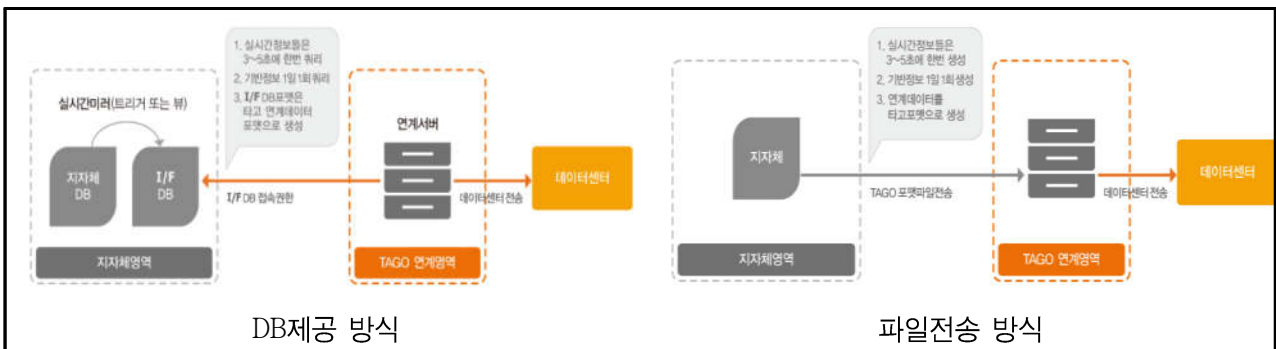 1. 실시간정보들은
3~5초에 한번 쿼리
2. 기반정보 1일 1회 쿼리
3. I/F DB포맷은
타고 연계데이터
포맷으로 생성
실시간미러(트리거 또는 뷰)
지자체
DB
I/F
DB
I/F DB 접속권한
지자체영역
연계서버
데이터센터 전송
TAGO 연계영역
데이터센터
DB제공 방식
1. 실시간정보들은
3~5초에 한번 생성
2. 기반정보 1일 1회 생성
3. 연계데이터를
타고포맷으로 생성
지자체
TAGO 포맷파일전송
지자체영역
데이터센터 전송
TAGO 연계영역
데이터센터
파일전송 방식